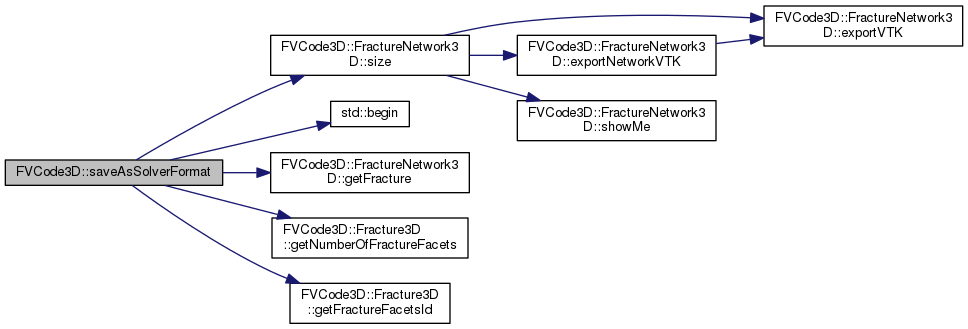 FVCode3D::saveAsSolverFormat
FVCode3D::FractureNetwork3
D::size
std::begin
FVCode3D::FractureNetwork3
D::getFracture
FVCode3D::Fracture3D
::getNumberOfFractureFacets
FVCode3D::Fracture3D
::getFractureFacetsId
FVCode3D::FractureNetwork3
D::exportNetworkVTK
FVCode3D::FractureNetwork3
D::showMe
FVCode3D::FractureNetwork3
D::exportVTK